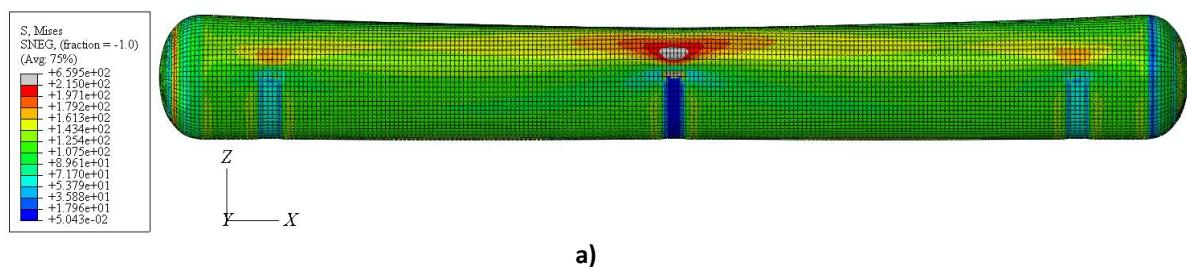 S, Mises
SNEG, (fraction = -1.0)
(Avg: 75%)
+6.595e+02
+2.150e+02
+1.971e+02
+1.792e+02
+1.613e+02
+1.434e+02
+1.254e+02
+1.075e+02
+8.961e+01
+7.170e+01
+5.379e+01
+3.588e+01
+1.796e+01
+5.043e-02
Z
Y X
a)